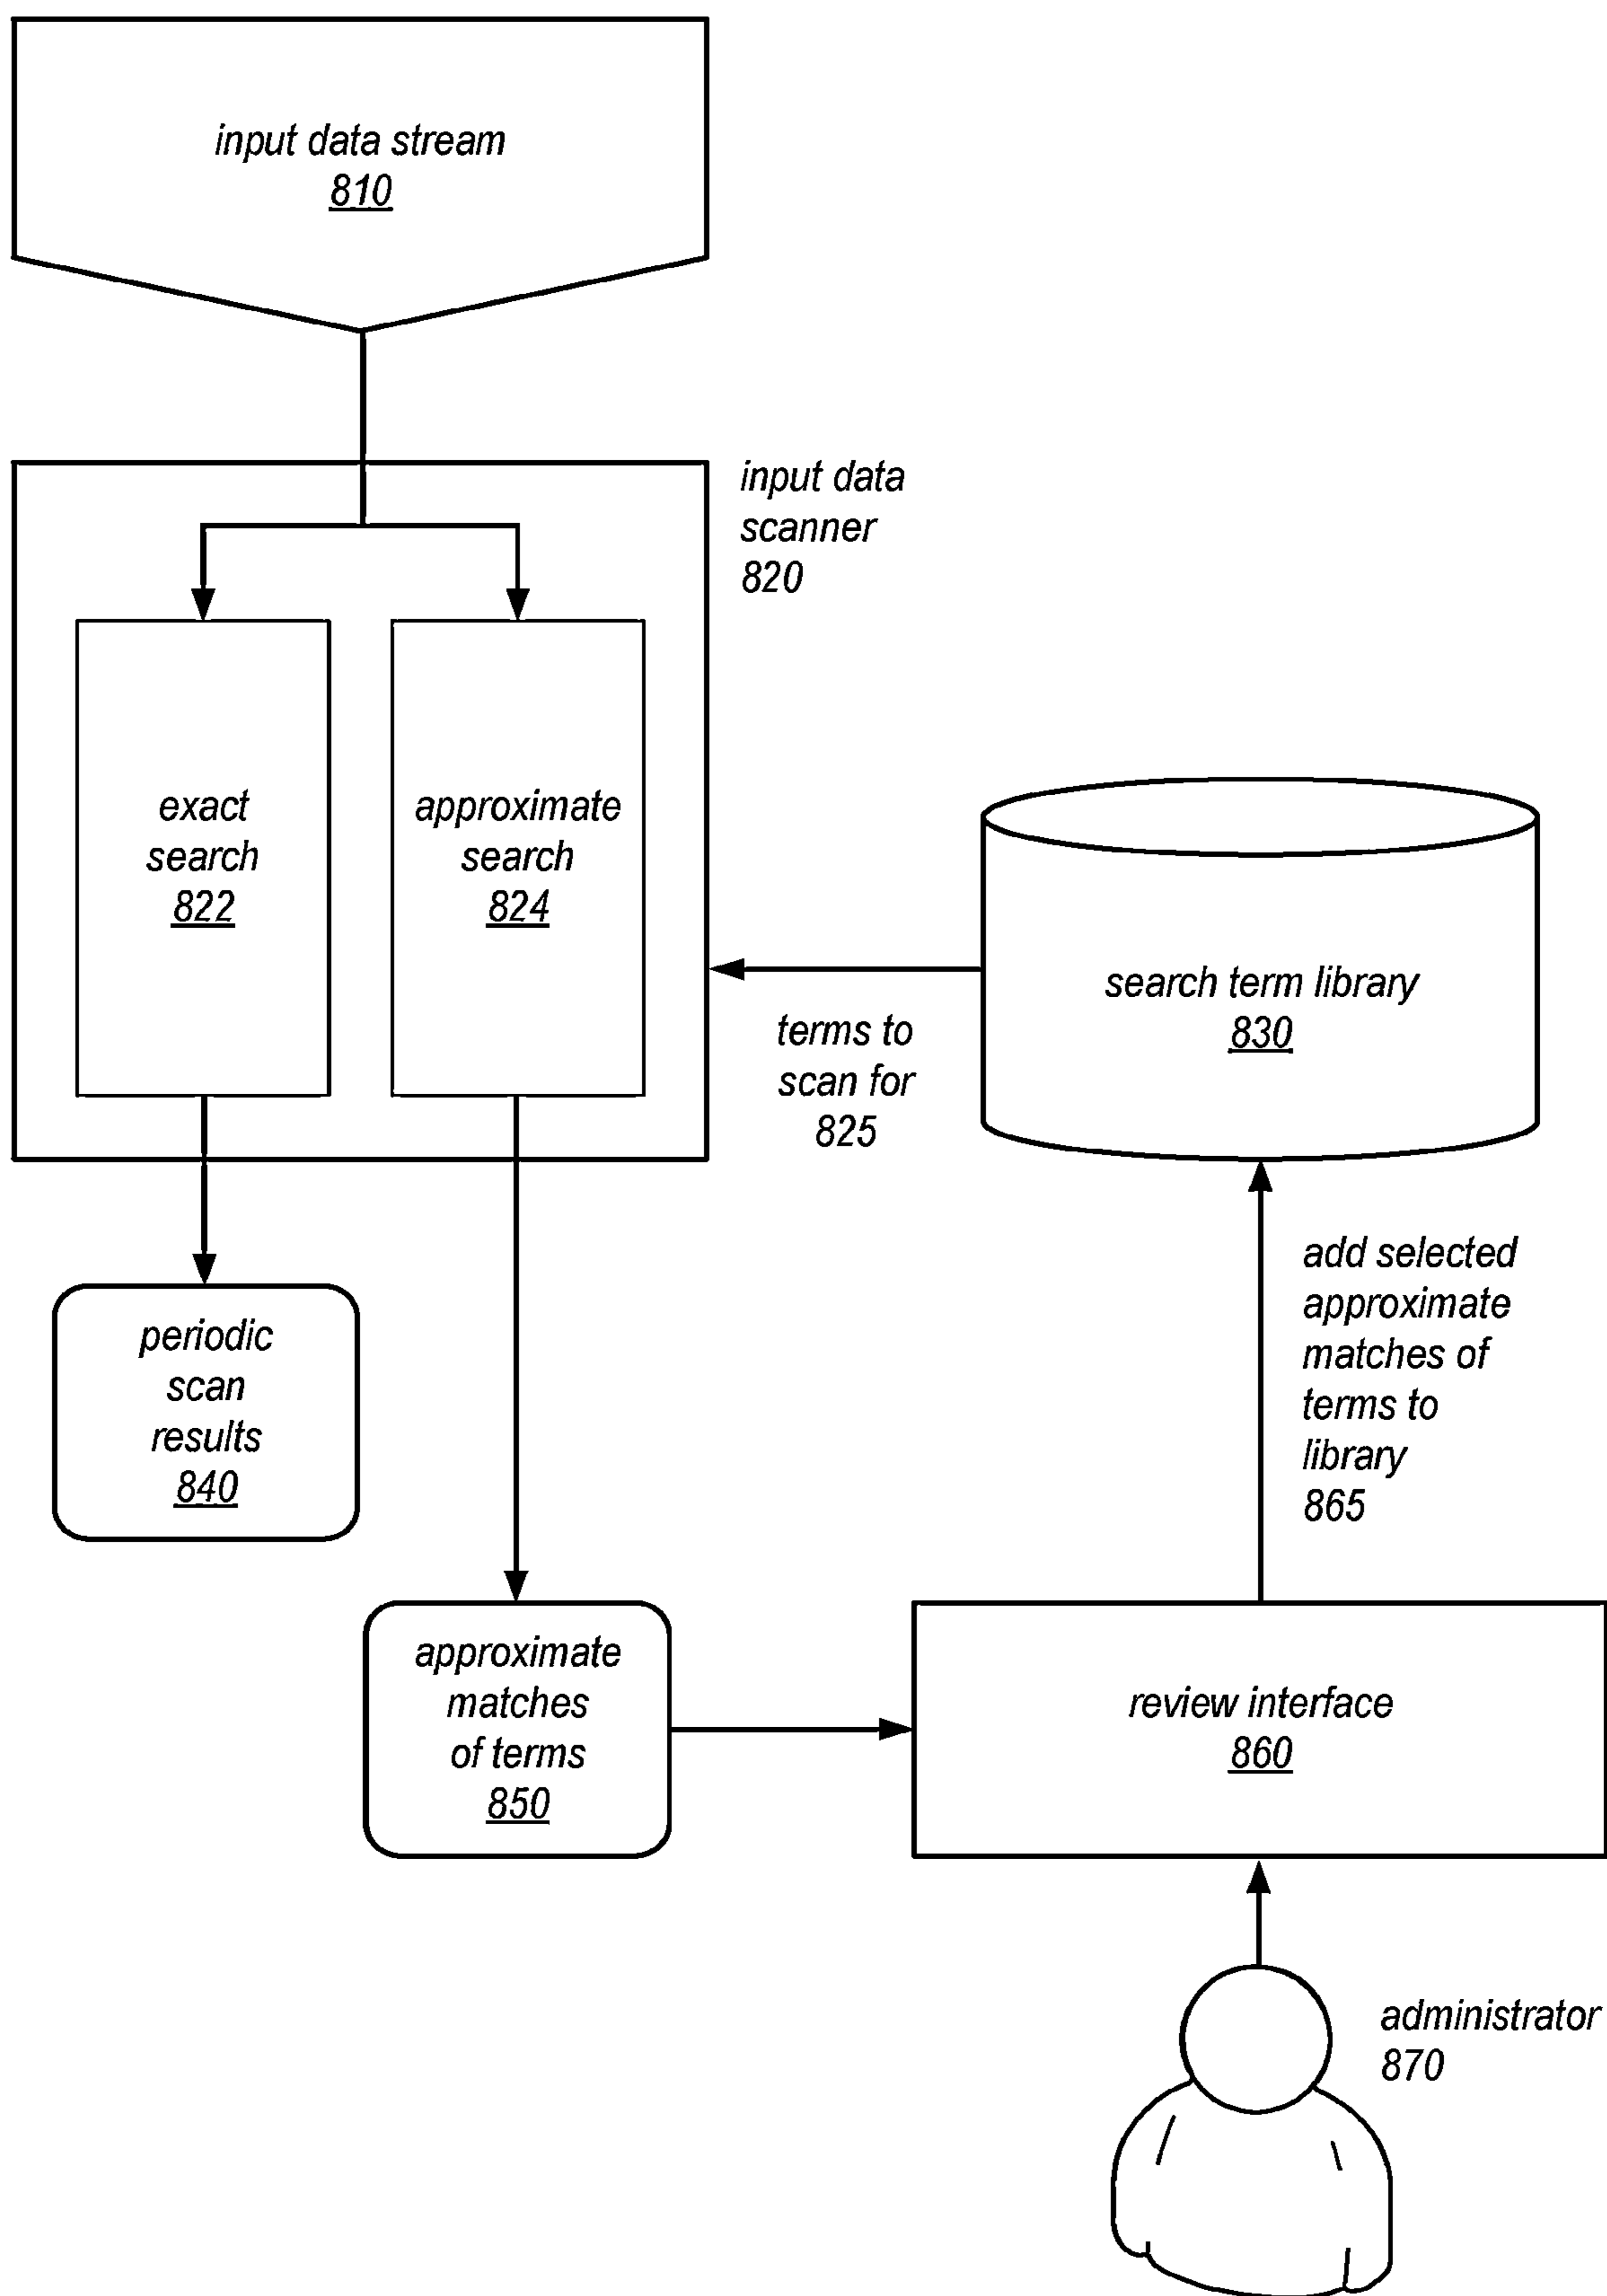 input data stream
810
input data
scanner
820
exact
search
822
approximate
search
824
terms to
scan for
825
search term library
830
periodic
scan
results
840
add selected
approximate
matches of
terms to
library
865
approximate
matches
of terms
850
review interface
860
administrator
870